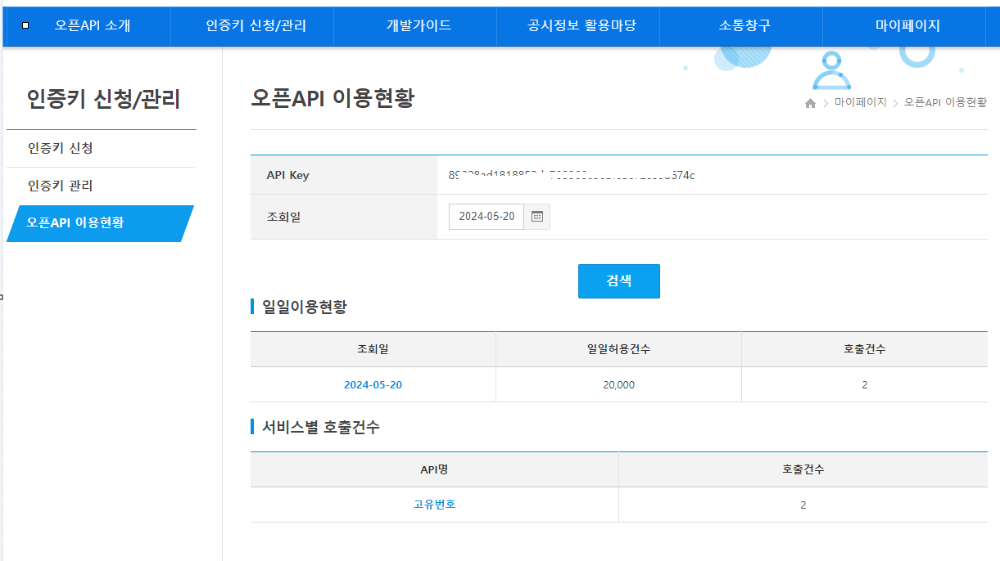 오픈API 소개 인증키 신청/관리 개발가이드 공시정보 활용마당 소통창구 마이페이지
인증키 신청/관리
인증키 신청
인증키 관리
오픈API 이용현황
오픈API 이용현황
마이페이지 > 오픈API 이용현황
API Key
조회일 2024-05-20
검색
일일이용현황
조회일 일일허용건수 호출건수
2024-05-20 20,000 2
서비스별 호출건수
API명 호출건수
고유번호 2